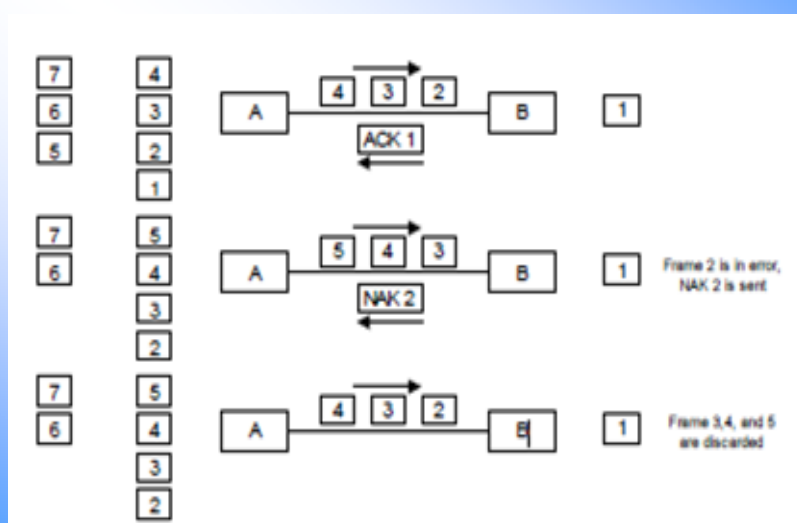 7 4 4 3 2
6 3 A B 1
5 2 ACK 1
1
7 5 5 4 3
6 4 A B 1 Frame 2 is in error,
NAK 2 is sent
3 NAK 2
2
7 5 4 3 2
6 4 A B 1 Frame 3,4, and 5
are discarded
3
2